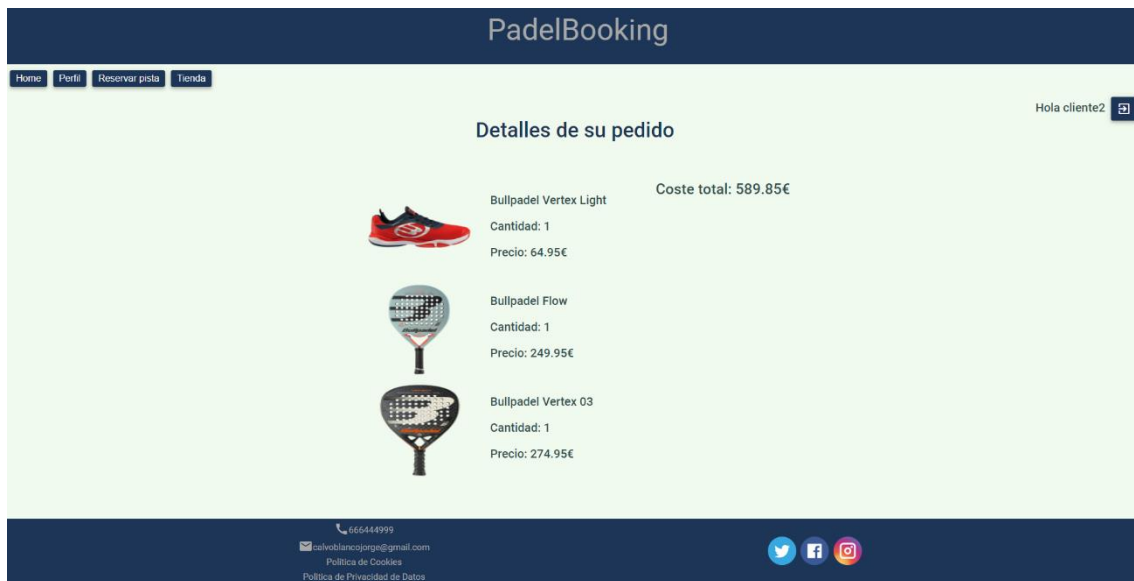 PadelBooking
Home Perfil Reservar pista Tienda
Hola cliente2
Detalles de su pedido
Coste total: 589.85€
Bullpadel Vertex Light
Cantidad: 1
Precio: 64.95€
Bullpadel Flow
Cantidad: 1
Precio: 249.95€
Bullpadel Vertex 03
Cantidad: 1
Precio: 274.95€
666444999
calvoblancojorge@gmail.com
Política de Cookies
Política de Privacidad de Datos